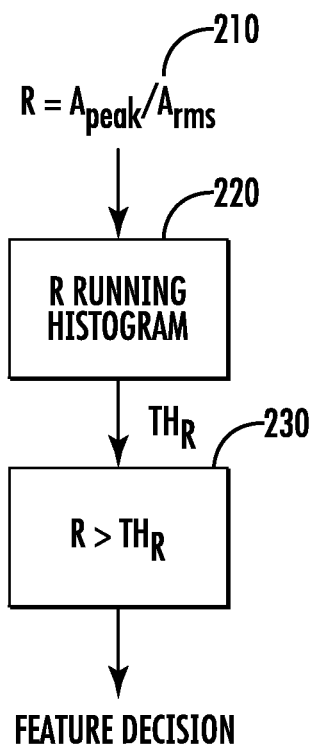 210
R = Apeak/Arms
220
R RUNNING
HISTOGRAM
THR
230
R > THR
FEATURE DECISION